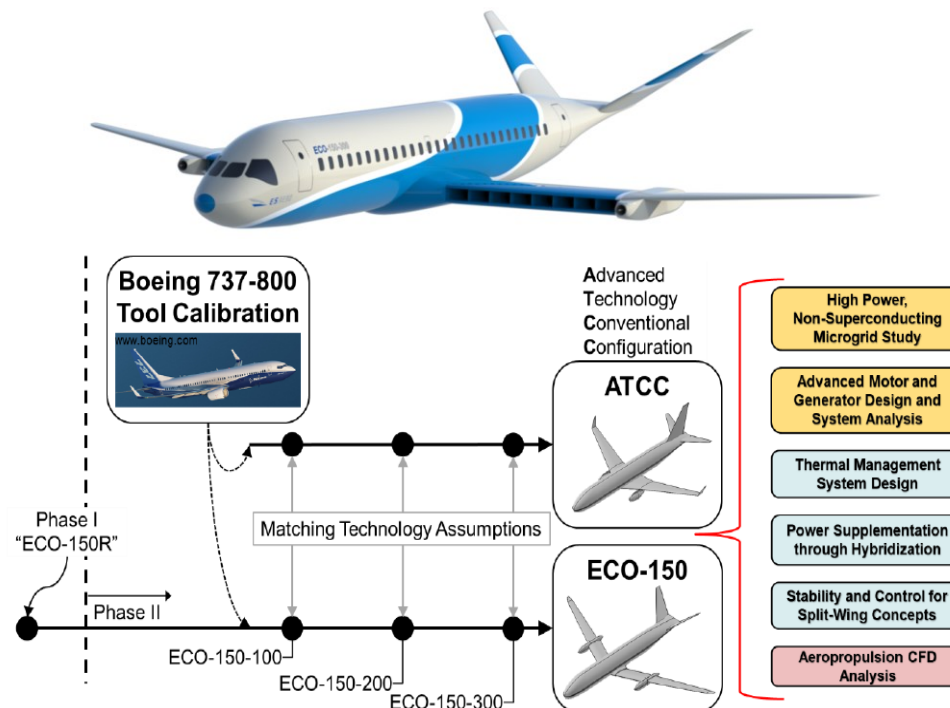 ECO-150-300
Boeing 737-800
Tool Calibration
www.boeing.com
Advanced
Technology
Conventional
Configuration
ATCC
Matching Technology Assumptions
Phase I
"ECO-150R"
Phase II
ECO-150-100
ECO-150-200
ECO-150-300
ECO-150
High Power,
Non-Superconducting
Microgrid Study
Advanced Motor and
Generator Design and
System Analysis
Thermal Management
System Design
Power Supplementation
through Hybridization
Stability and Control for
Split-Wing Concepts
Aeropropulsion CFD
Analysis